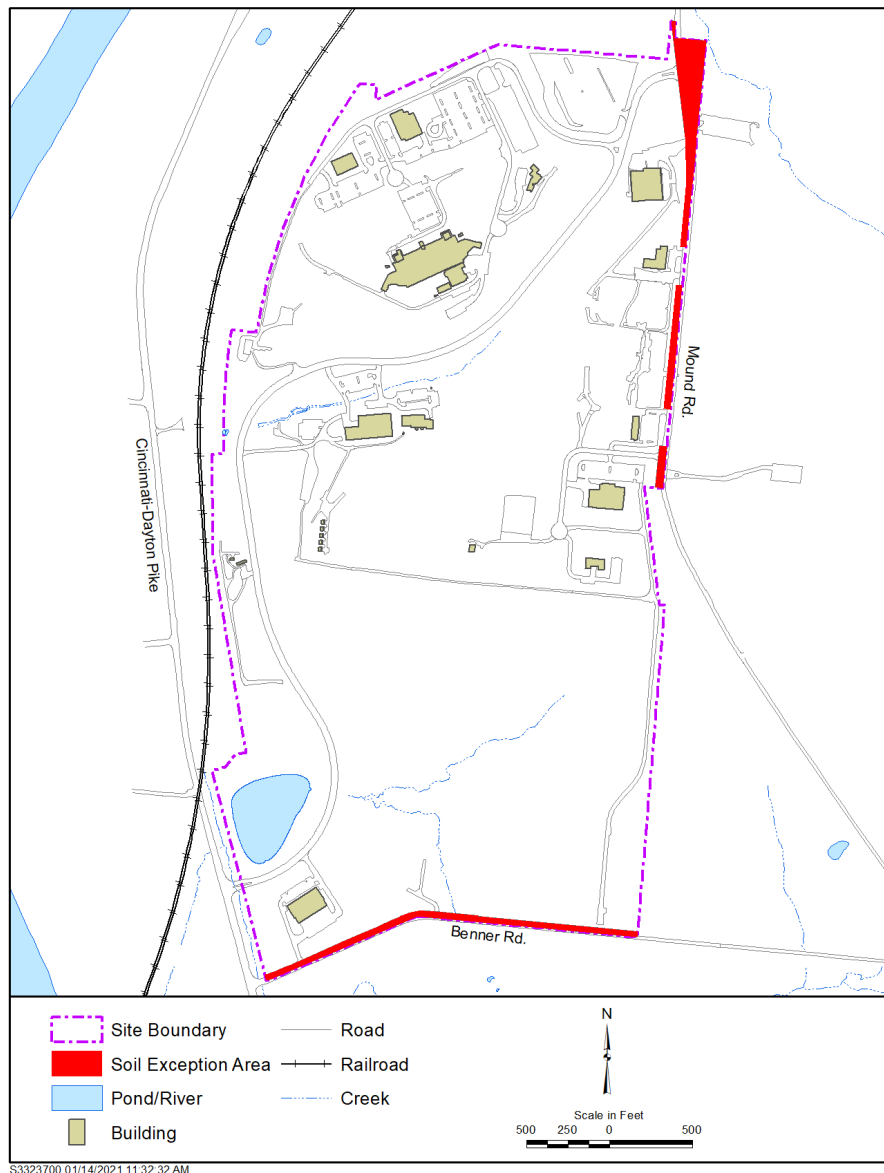 Mound Rd.
Cincinnati-Dayton Pike
Benner Rd.
Site Boundary
Soil Exception Area
Pond/River
Building
Road
Railroad
Creek
N
Scale in Feet
500 250 0 500
S3323700 01/14/2021 11:32:32 AM